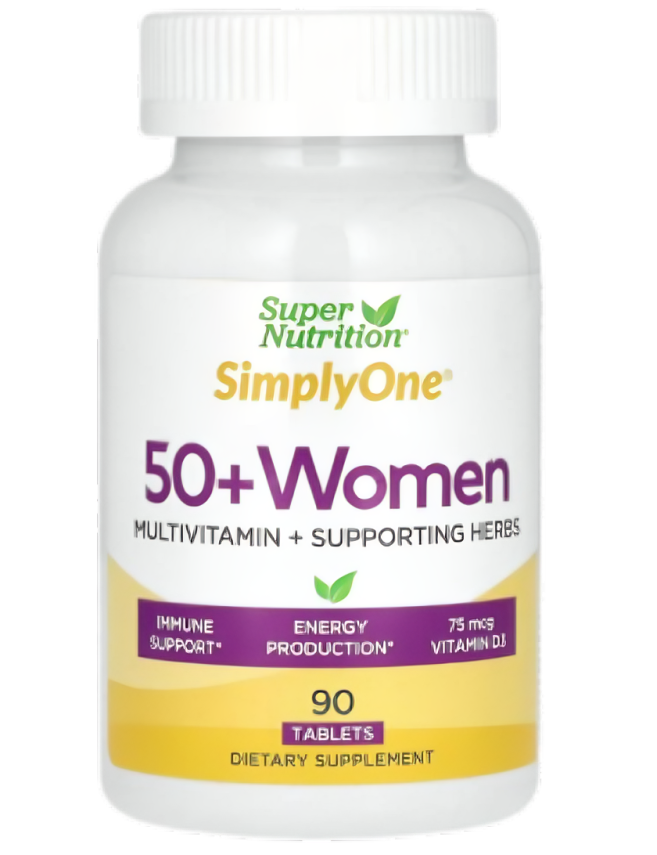 Super
Nutrition®
SimplyOne®
50+Women
MULTIVITAMIN + SUPPORTING HERBS
IMMUNE
SUPPORT*
ENERGY
PRODUCTION*
75 mcg
VITAMIN D3
90
TABLETS
DIETARY SUPPLEMENT